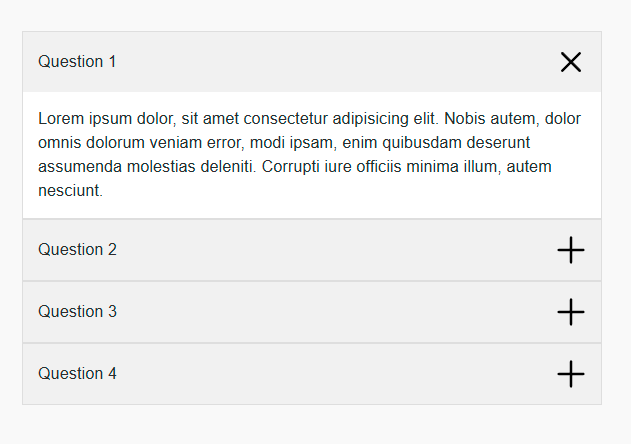 Question 1
Lorem ipsum dolor, sit amet consectetur adipisicing elit. Nobis autem, dolor
omnis dolorum veniam error, modi ipsam, enim quibusdam deserunt
assumenda molestias deleniti. Corrupti iure officiis minima illum, autem
nesciunt.
Question 2
Question 3
Question 4